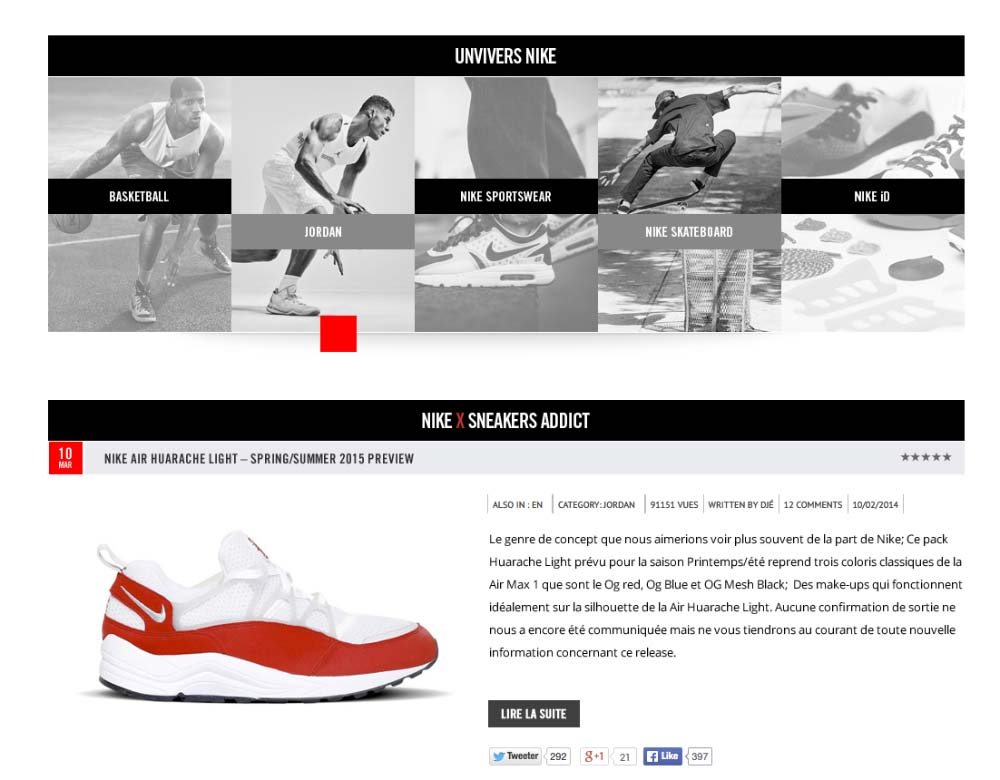 UNVIVERS NIKE
BASKETBALL
NIKE SPORTSWEAR
NIKE iD
JORDAN
NIKE SKATEBOARD
NIKE X SNEAKERS ADDICT
10
MAR
NIKE AIR HUARACHE LIGHT – SPRING/SUMMER 2015 PREVIEW
ALSO IN : EN CATEGORY: JORDAN 91151 VUES WRITTEN BY DJÉ 12 COMMENTS 10/02/2014
Le genre de concept que nous aimerions voir plus souvent de la part de Nike; Ce pack
Huarache Light prévu pour la saison Printemps/été reprend trois coloris classiques de la
Air Max 1 que sont le Og red, Og Blue et OG Mesh Black; Des make-ups qui fonctionnent
idéalement sur la silhouette de la Air Huarache Light. Aucune confirmation de sortie ne
nous a encore été communiquée mais ne vous tiendrons au courant de toute nouvelle
information concernant ce release.
LIRE LA SUITE
Tweeter 292 g+1 21 Like 397